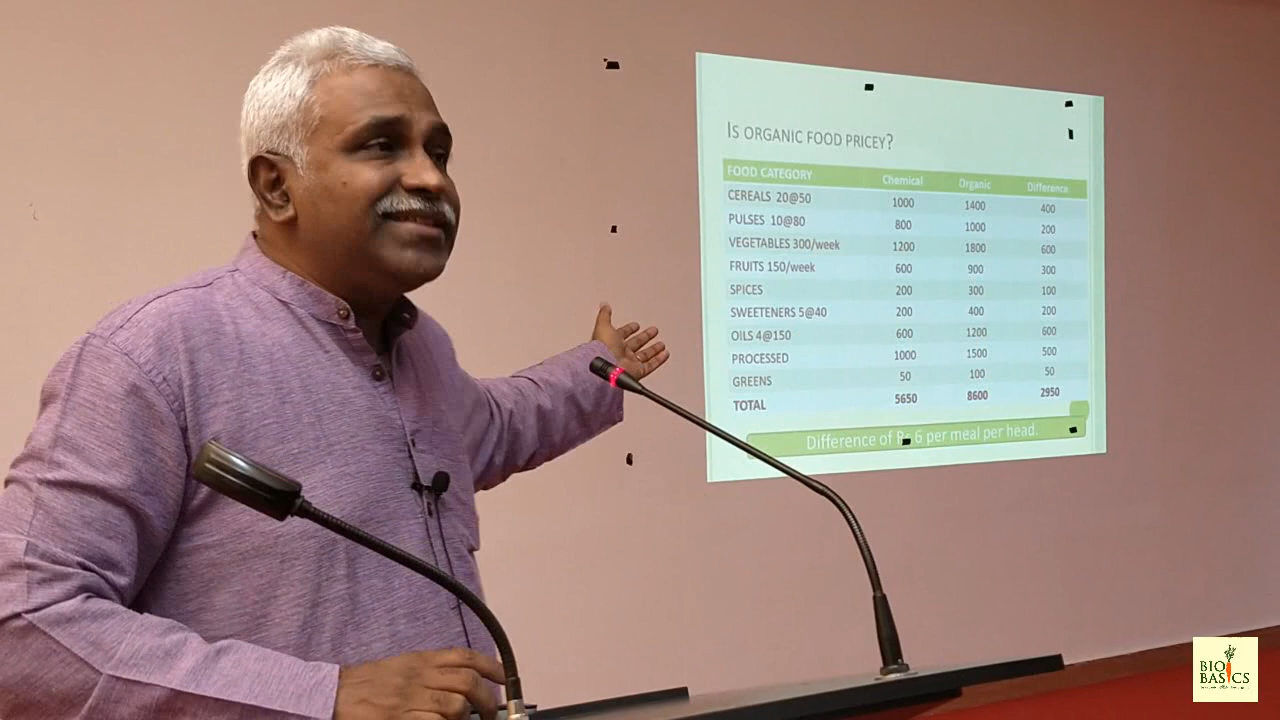 IS ORGANIC FOOD PRICEY?
FOOD CATEGORY Chemical Organic Difference
CEREALS 20@50 1000 1400 400
PULSES 10@80 800 1000 200
VEGETABLES 300/week 1200 1800 600
FRUITS 150/week 600 900 300
SPICES 200 300 100
SWEETENERS 5@40 200 400 200
OILS 4@150 600 1200 600
PROCESSED 1000 1500 500
GREENS 50 100 50
TOTAL 5650 8600 2950
Difference of Rs 6 per meal per head.
BIO
BASICS